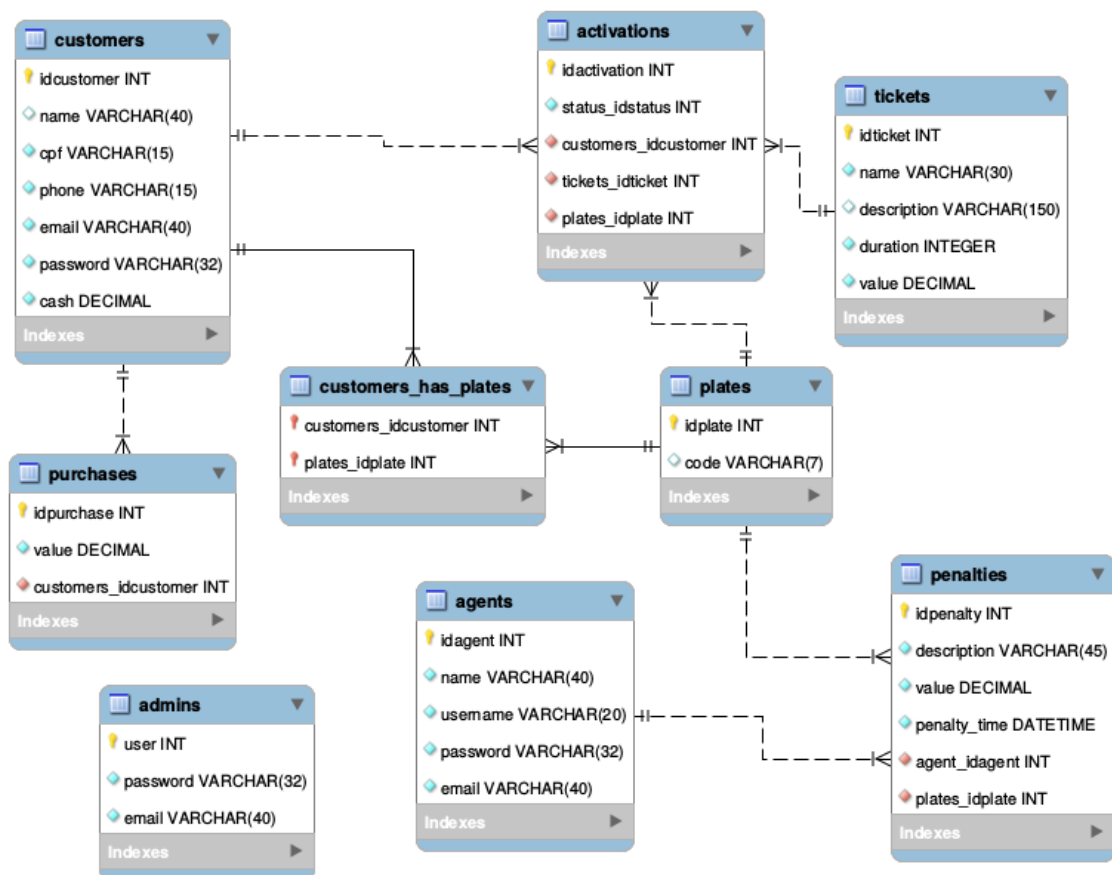 customers
idcustomer INT
name VARCHAR(40)
cpf VARCHAR(15)
phone VARCHAR(15)
email VARCHAR(40)
password VARCHAR(32)
cash DECIMAL
Indexes
activations
idactivation INT
status_idstatus INT
customers_idcustomer INT
tickets_idticket INT
plates_idplate INT
Indexes
tickets
idticket INT
name VARCHAR(30)
description VARCHAR(150)
duration INTEGER
value DECIMAL
Indexes
customers_has_plates
customers_idcustomer INT
plates_idplate INT
Indexes
plates
idplate INT
code VARCHAR(7)
Indexes
purchases
idpurchase INT
value DECIMAL
customers_idcustomer INT
Indexes
agents
idagent INT
name VARCHAR(40)
username VARCHAR(20)
password VARCHAR(32)
email VARCHAR(40)
Indexes
penalties
idpenalty INT
description VARCHAR(45)
value DECIMAL
penalty_time DATETIME
agent_idagent INT
plates_idplate INT
Indexes
admins
user INT
password VARCHAR(32)
email VARCHAR(40)
Indexes